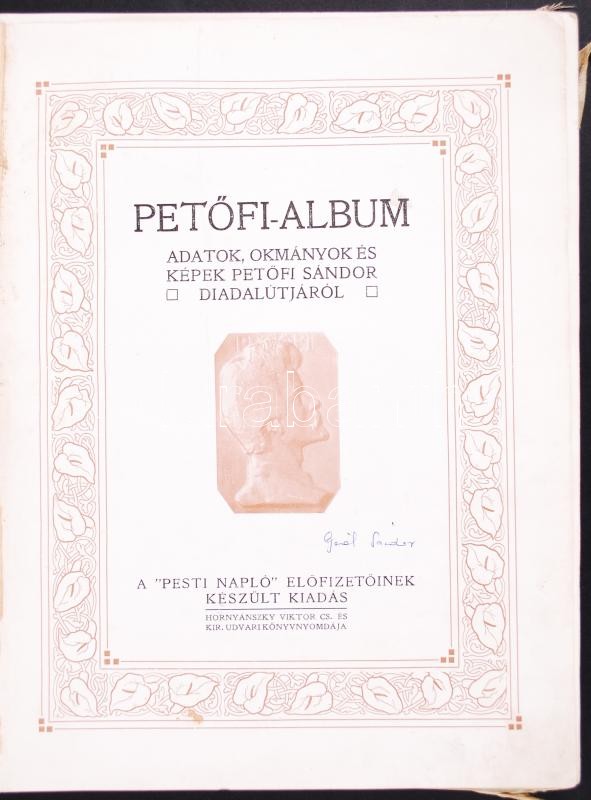 PETŐFI-ALBUM
ADATOK, OKMÁNYOK ÉS
KÉPEK PETŐFI SÁNDOR
DIADALÚTJÁRÓL
Sándor
A "PESTI NAPLÓ" ELŐFIZETŐINEK
KÉSZÜLT KIADÁS
HORNYÁNSZKY VIKTOR CS. ÉS
KIR. UDVARI KÖNYVNYOMDÁJA